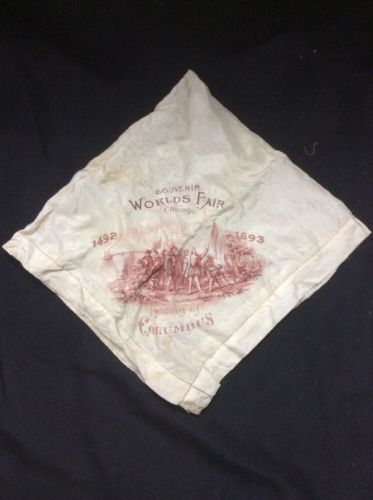 SOUVENIR
WORLDS FAIR
Chicago
1492 1893
Landing of
COLUMBUS